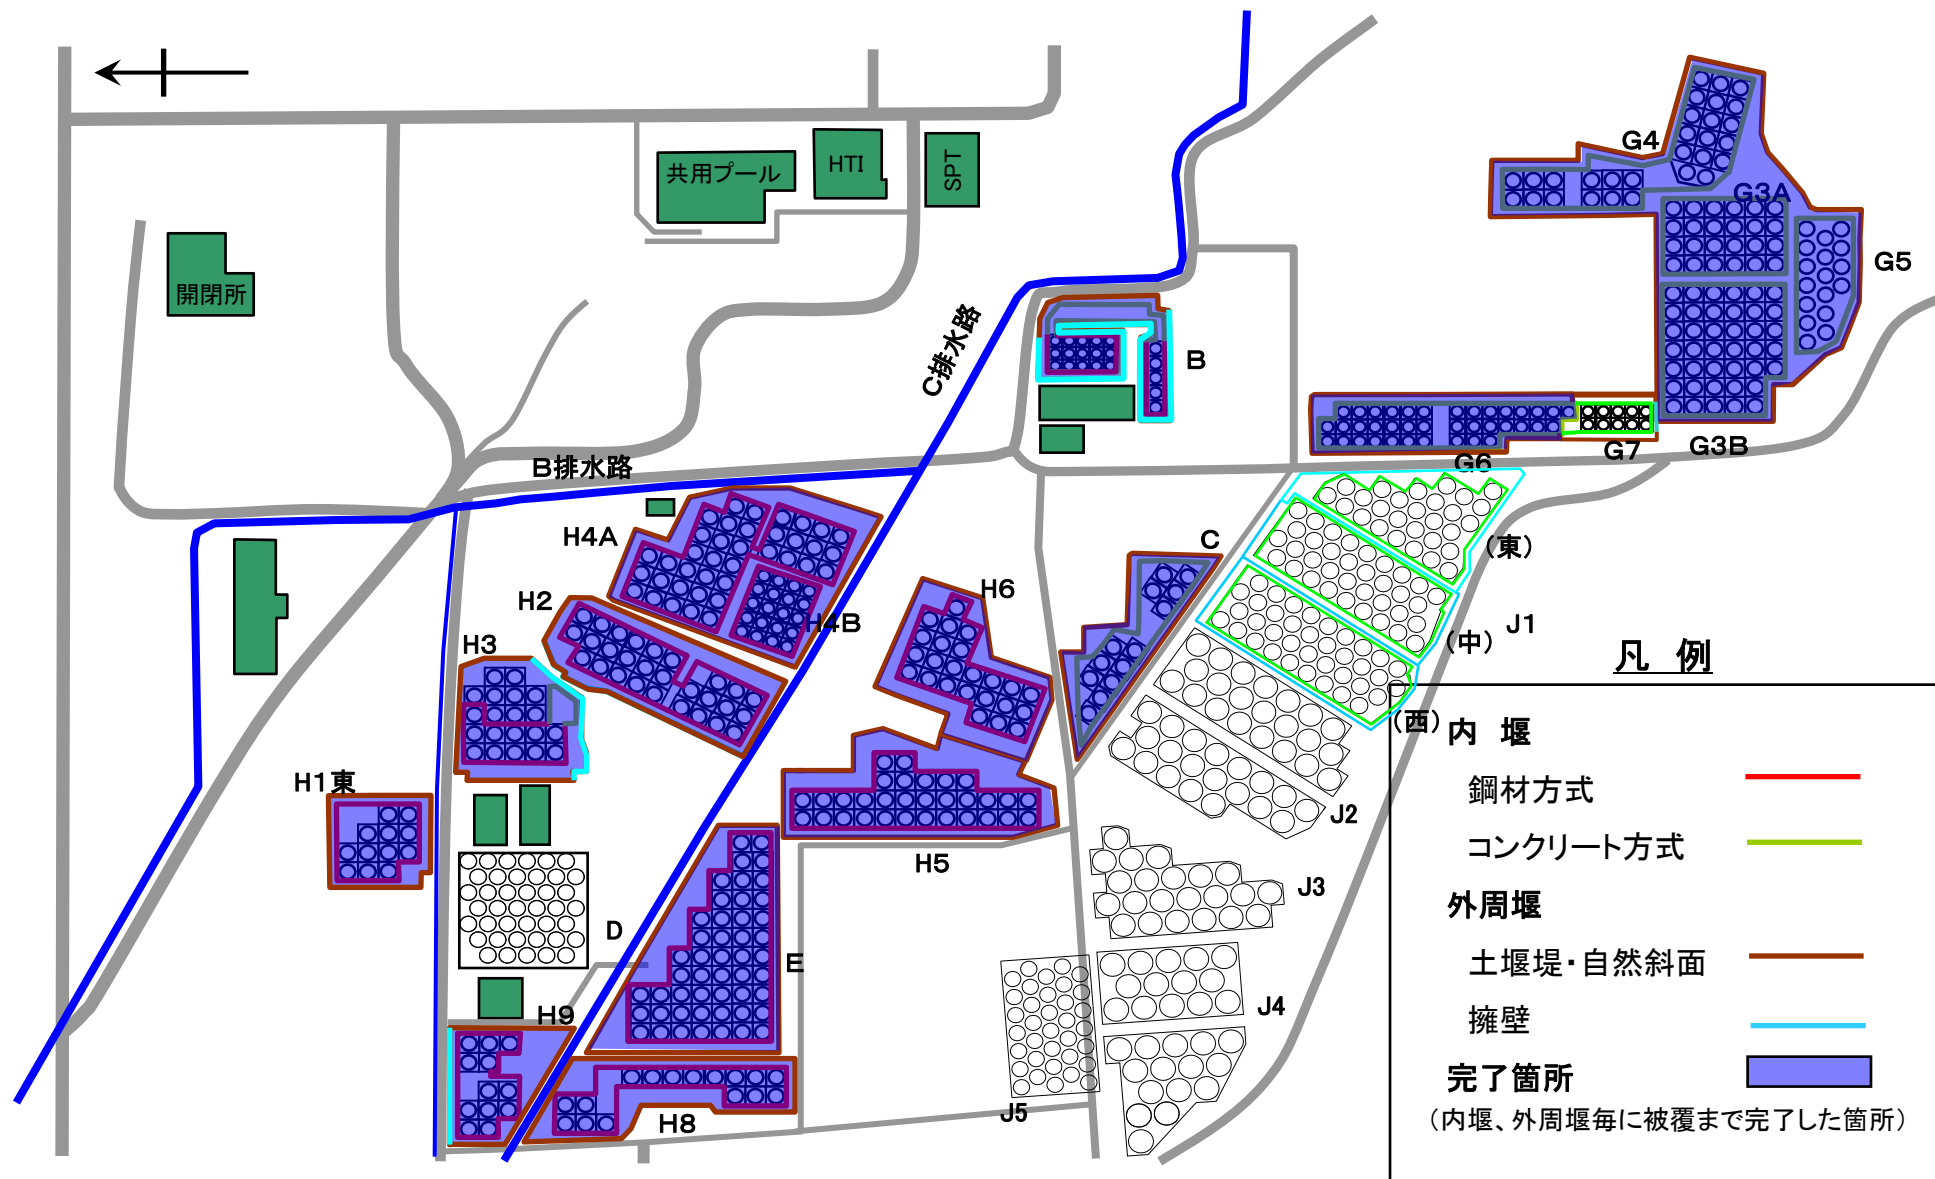 共用プール
HTI
SPT
開閉所
G4
G3A
G5
C排水路
B
B排水路
G6
G7
G3B
H4A
C
(東)
H2
H4B
H6
J1
(中)
H3
(西)
H1東
J2
H5
J3
D
E
J4
H9
H8
J5
凡 例
内 堰
鋼材方式
コンクリート方式
外周堰
土堰堤・自然斜面
擁壁
完了箇所
(内堰、外周堰毎に被覆まで完了した箇所)